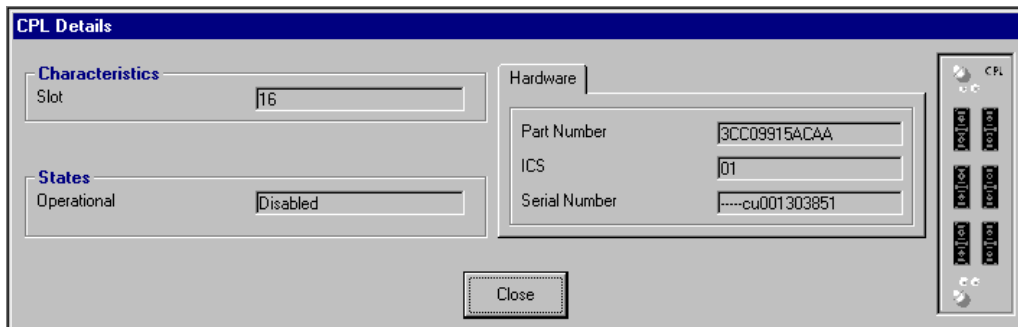 CPL Details
Characteristics
Slot 16
States
Operational Disabled
Hardware
Part Number 3CC09915ACAA
ICS 01
Serial Number -----cu001303851
CPL
Close